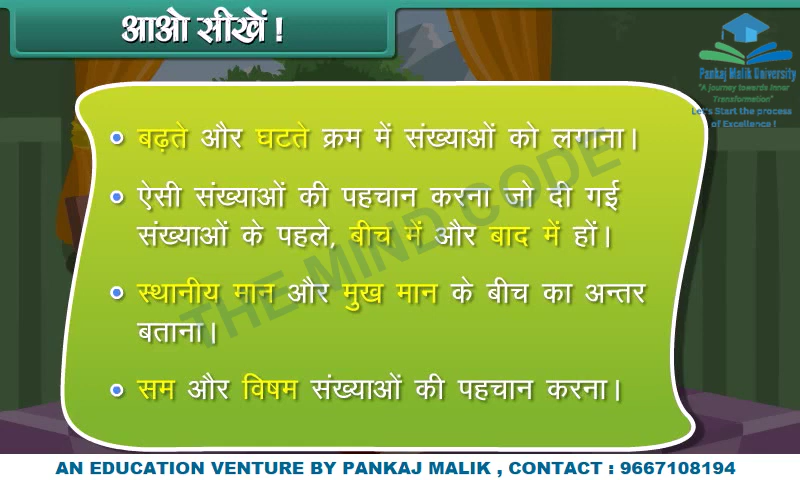 आओ सीखें!
Pankaj Malik University
"A journey towards Inner
Transformation"
Let's Start the process
of Excellence !
बढ़ते और घटते क्रम में संख्याओं को लगाना।
ऐसी संख्याओं की पहचान करना जो दी गई
संख्याओं के पहले, बीच में और बाद में हों।
स्थानीय मान और मुख मान के बीच का अन्तर
बताना।
सम और विषम संख्याओं की पहचान करना।
THE MIND CODE
AN EDUCATION VENTURE BY PANKAJ MALIK , CONTACT : 9667108194